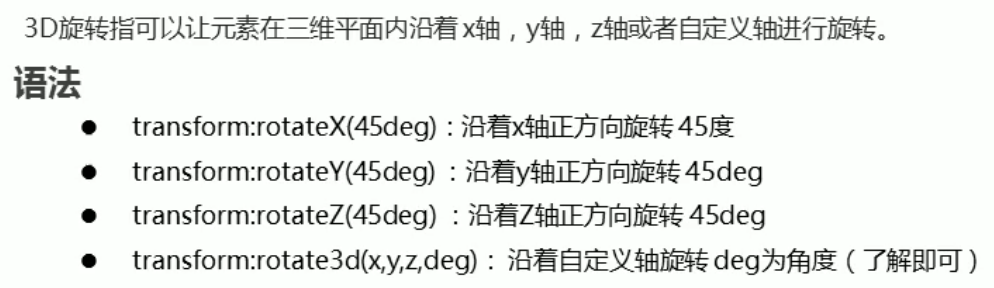 3D旋转指可以让元素在三维平面内沿着x轴，y轴，z轴或者自定义轴进行旋转。
语法
● transform:rotateX(45deg)：沿着x轴正方向旋转 45度
● transform:rotateY(45deg) ：沿着y轴正方向旋转 45deg
● transform:rotateZ(45deg) ：沿着Z轴正方向旋转 45deg
● transform:rotate3d(x,y,z,deg)： 沿着自定义轴旋转 deg为角度（了解即可）